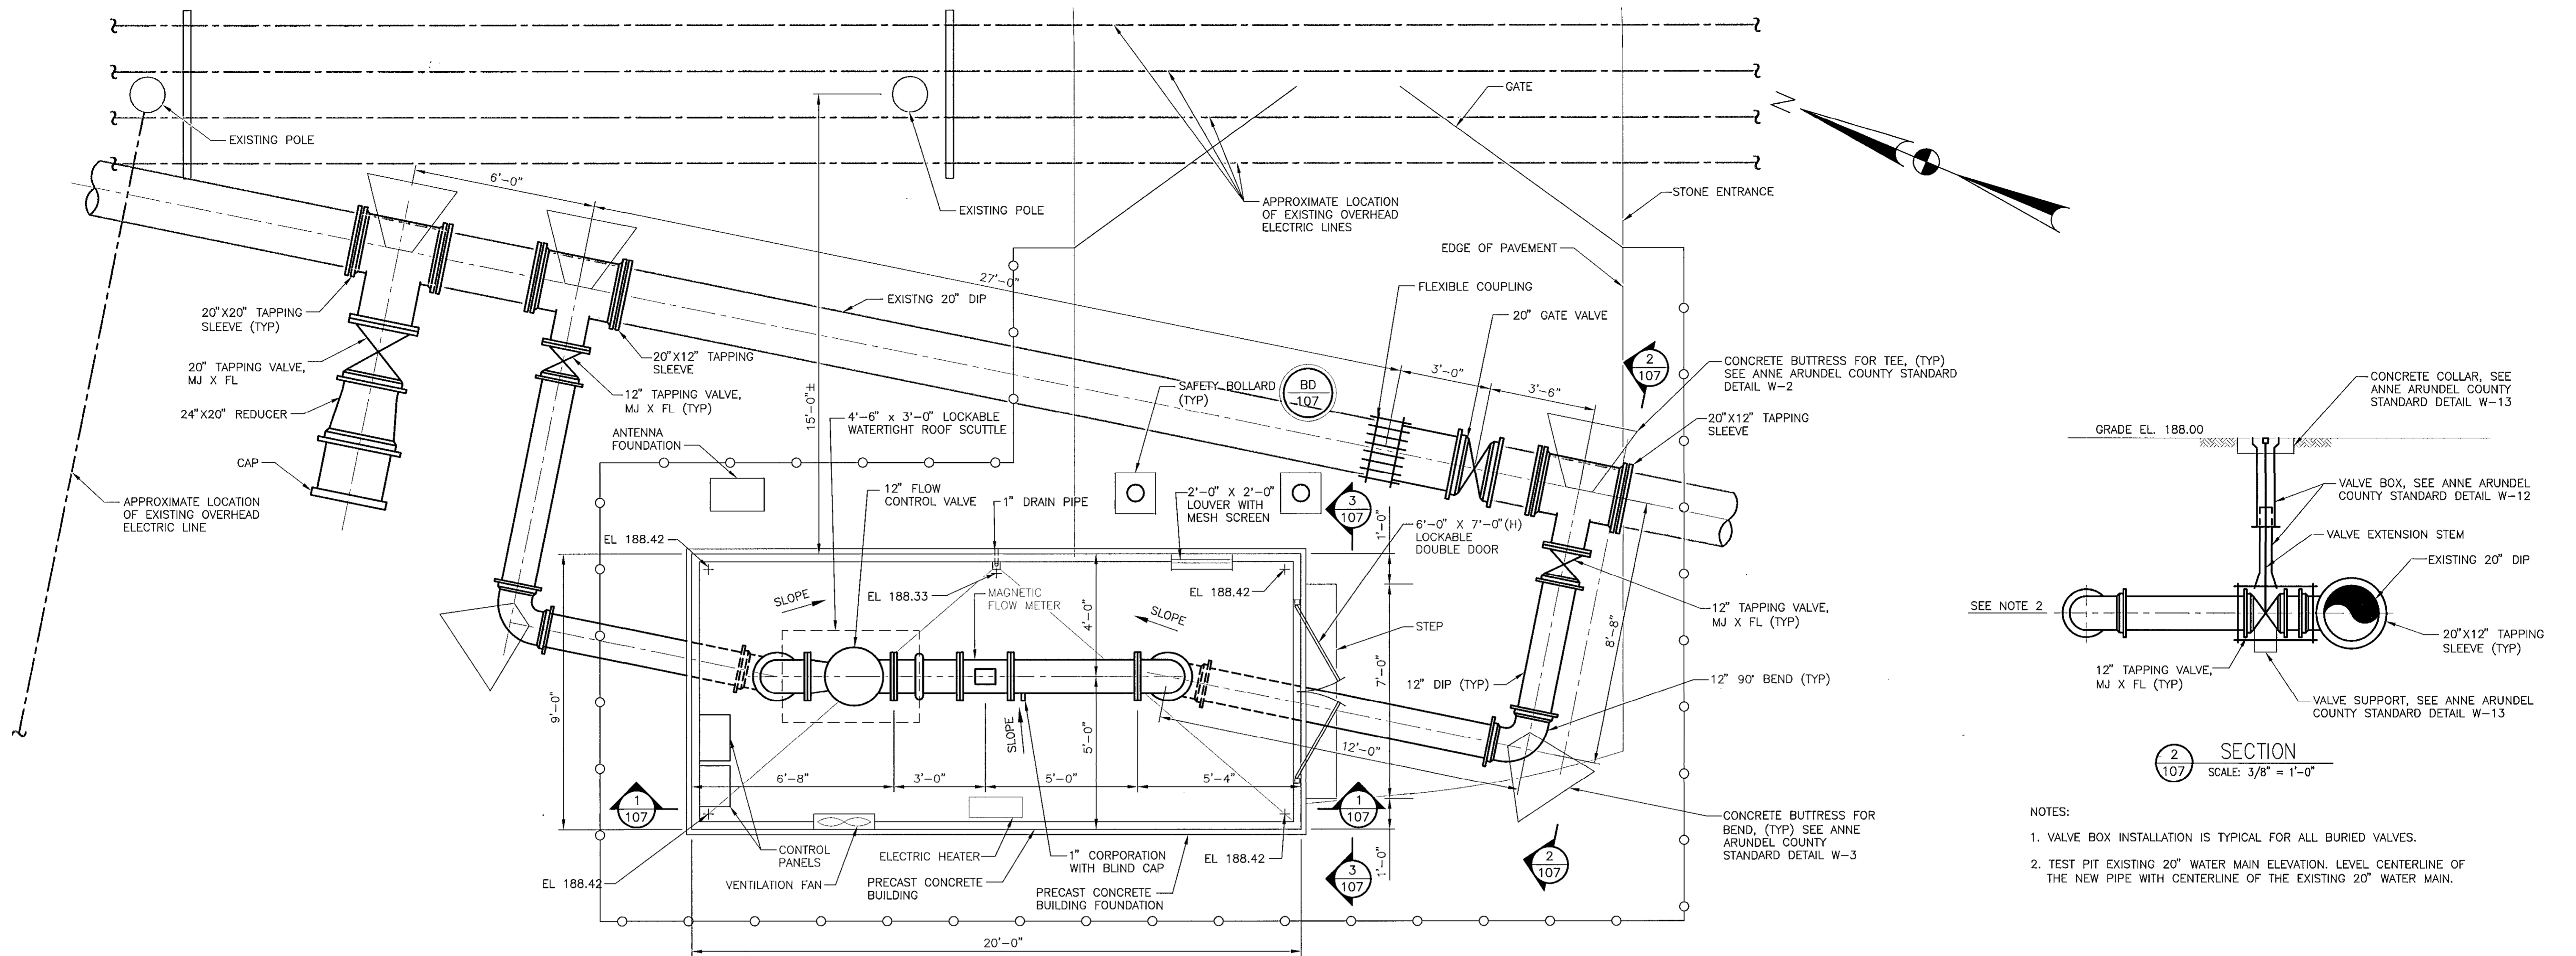 EXISTING POLE
EXISTING POLE
GATE
N
STONE ENTRANCE
APPROXIMATE LOCATION
OF EXISTING OVERHEAD
ELECTRIC LINES
EDGE OF PAVEMENT
6'-0"
27'-0"
15'-0"±
EXISTNG 20" DIP
FLEXIBLE COUPLING
20" GATE VALVE
20"X20" TAPPING
SLEEVE (TYP)
20" TAPPING VALVE,
MJ X FL
24"X20" REDUCER
CAP
APPROXIMATE LOCATION
OF EXISTING OVERHEAD
ELECTRIC LINE
20"X12" TAPPING
SLEEVE
12" TAPPING VALVE,
MJ X FL (TYP)
4'-6" x 3'-0" LOCKABLE
WATERTIGHT ROOF SCUTTLE
ANTENNA
FOUNDATION
12" FLOW
CONTROL VALVE
1" DRAIN PIPE
SAFETY BOLLARD
(TYP)
BD
107
3'-0"
3'-6"
2
107
CONCRETE BUTTRESS FOR TEE, (TYP)
SEE ANNE ARUNDEL COUNTY STANDARD
DETAIL W-2
20"X12" TAPPING
SLEEVE
2'-0" X 2'-0"
LOUVER WITH
MESH SCREEN
3
107
1'-0"
6'-0" X 7'-0"(H)
LOCKABLE
DOUBLE DOOR
EL 188.42
SLOPE
EL 188.33
MAGNETIC
FLOW METER
4'-0"
SLOPE
EL 188.42
STEP
12" TAPPING VALVE,
MJ X FL (TYP)
8'-8"
9'-0"
7'-0"
12" DIP (TYP)
12" 90° BEND (TYP)
SLOPE
5'-0"
12'-0"
6'-8"
3'-0"
5'-0"
5'-4"
1
107
1
107
CONTROL
PANELS
ELECTRIC HEATER
1" CORPORATION
WITH BLIND CAP
EL 188.42
EL 188.42
VENTILATION FAN
PRECAST CONCRETE
BUILDING
PRECAST CONCRETE
BUILDING FOUNDATION
3
107
1'-0"
2
107
CONCRETE BUTTRESS FOR
BEND, (TYP) SEE ANNE
ARUNDEL COUNTY
STANDARD DETAIL W-3
20'-0"
CONCRETE COLLAR, SEE
ANNE ARUNDEL COUNTY
STANDARD DETAIL W-13
GRADE EL. 188.00
VALVE BOX, SEE ANNE ARUNDEL
COUNTY STANDARD DETAIL W-12
VALVE EXTENSION STEM
EXISTING 20" DIP
SEE NOTE 2
20"X12" TAPPING
SLEEVE (TYP)
12" TAPPING VALVE,
MJ X FL (TYP)
VALVE SUPPORT, SEE ANNE ARUNDEL
COUNTY STANDARD DETAIL W-13
2
107
SECTION
SCALE: 3/8" = 1'-0"
NOTES:
1. VALVE BOX INSTALLATION IS TYPICAL FOR ALL BURIED VALVES.
2. TEST PIT EXISTING 20" WATER MAIN ELEVATION. LEVEL CENTERLINE OF
THE NEW PIPE WITH CENTERLINE OF THE EXISTING 20" WATER MAIN.